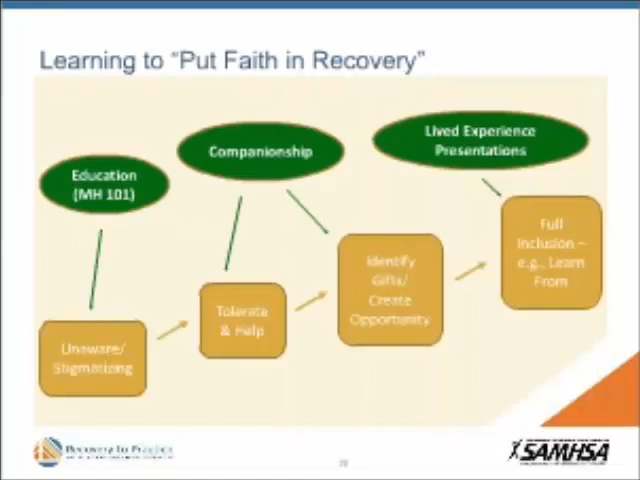 Learning to “Put Faith in Recovery”
Education
(MH 101)
Companionship
Lived Experience
Presentations
Unaware/
Stigmatizing
Tolerate
& Help
Identify
Gifts/
Create
Opportunity
Full
Inclusion –
e.g., Learn
From
Recovery to Practice
SAMHSA